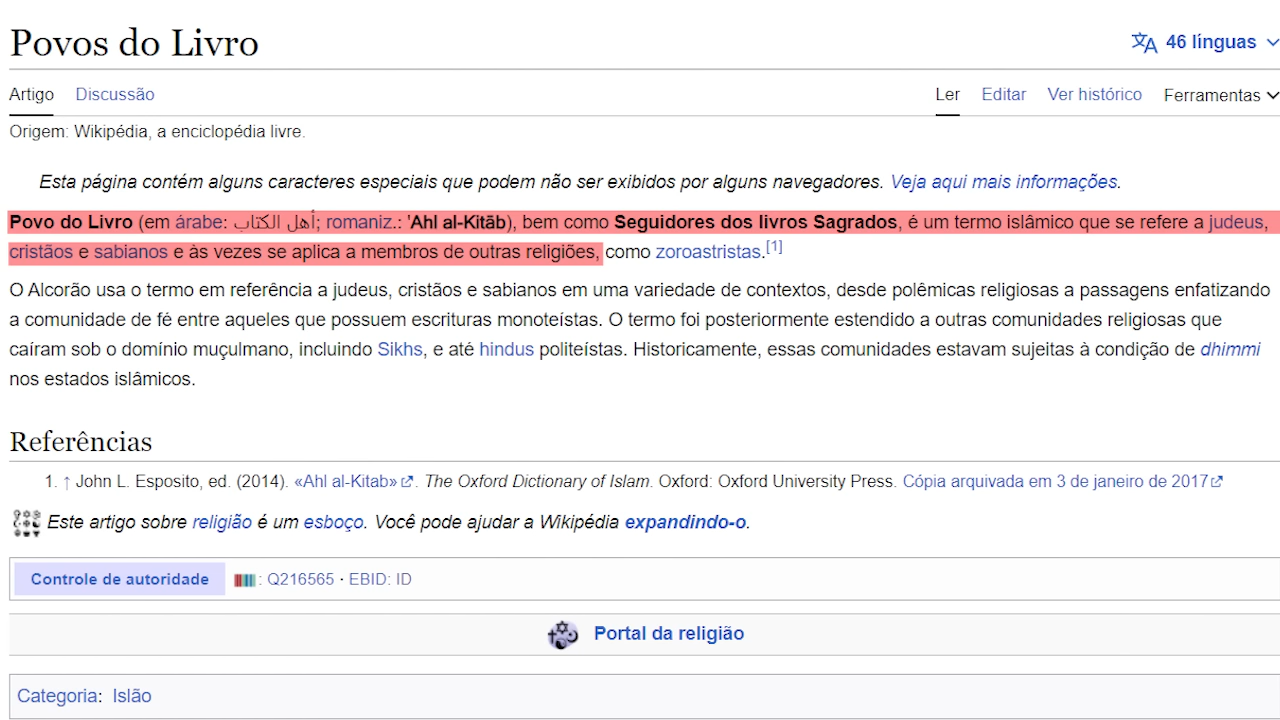 Povos do Livro
46 línguas
Artigo Discussão Ler Editar Ver histórico Ferramentas
Origem: Wikipédia, a enciclopédia livre.
Esta página contém alguns caracteres especiais que podem não ser exibidos por alguns navegadores. Veja aqui mais informações.
Povo do Livro (em árabe: أهل الكتاب; romaniz.: 'Ahl al-Kitāb), bem como Seguidores dos livros Sagrados, é um termo islâmico que se refere a judeus,
cristãos e sabianos e às vezes se aplica a membros de outras religiões, como zoroastristas.[1]
O Alcorão usa o termo em referência a judeus, cristãos e sabianos em uma variedade de contextos, desde polêmicas religiosas a passagens enfatizando
a comunidade de fé entre aqueles que possuem escrituras monoteístas. O termo foi posteriormente estendido a outras comunidades religiosas que
caíram sob o domínio muçulmano, incluindo Sikhs, e até hindus politeístas. Historicamente, essas comunidades estavam sujeitas à condição de dhimmi
nos estados islâmicos.
Referências
1. ↑ John L. Esposito, ed. (2014). «Ahl al-Kitab». The Oxford Dictionary of Islam. Oxford: Oxford University Press. Cópia arquivada em 3 de janeiro de 2017
Este artigo sobre religião é um esboço. Você pode ajudar a Wikipédia expandindo-o.
Controle de autoridade : Q216565 · EBID: ID
Portal da religião
Categoria: Islão